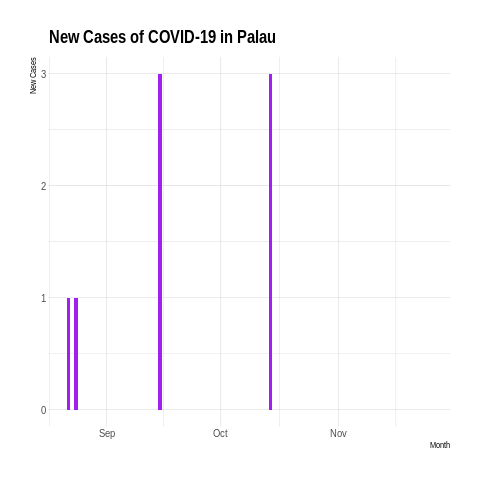 New Cases of COVID-19 in Palau
New Cases
3
2
1
0
Sep Oct Nov
Month